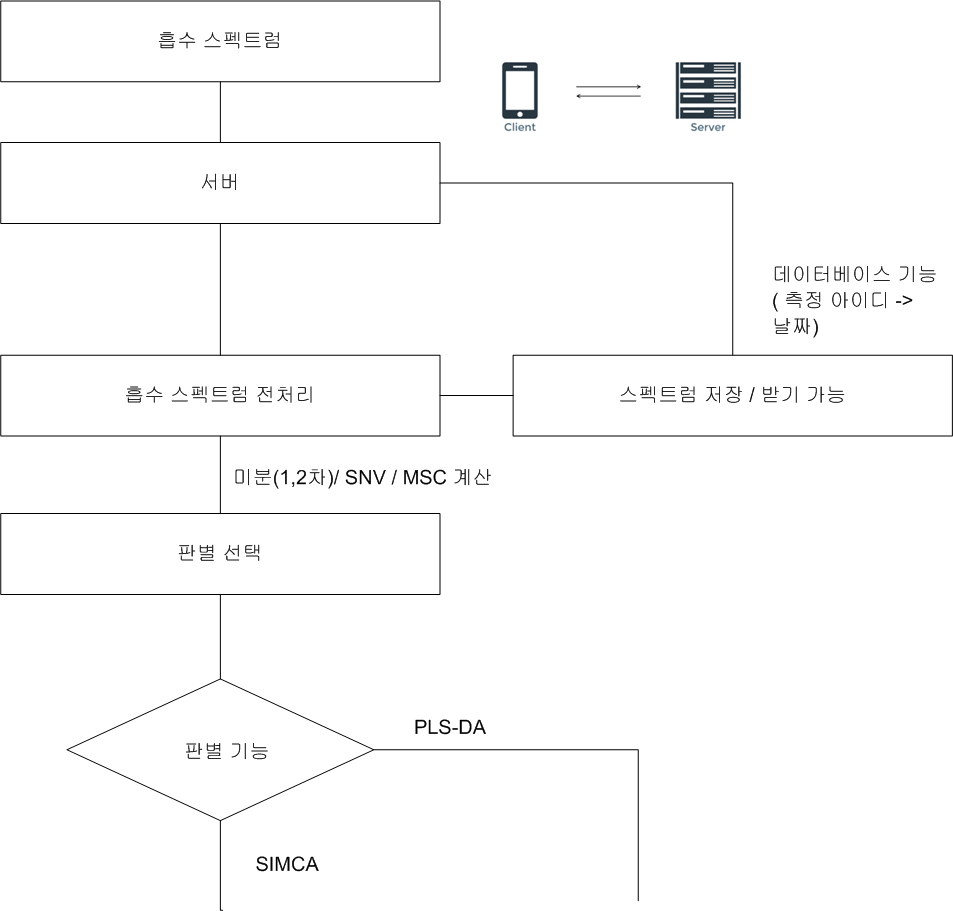 흡수 스펙트럼
Client
Server
서버
데이터베이스 기능
( 측정 아이디 ->
날짜)
흡수 스펙트럼 전처리
스펙트럼 저장 / 받기 가능
미분(1,2차)/ SNV / MSC 계산
판별 선택
PLS-DA
판별 기능
SIMCA